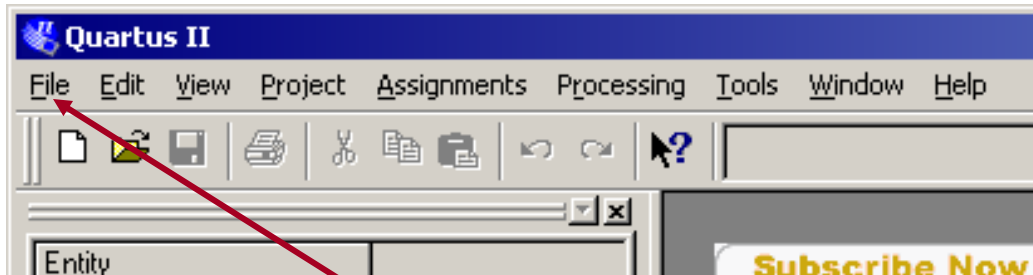 Quartus II
File Edit View Project Assignments Processing Tools Window Help
?
Entity
Subscribe Now